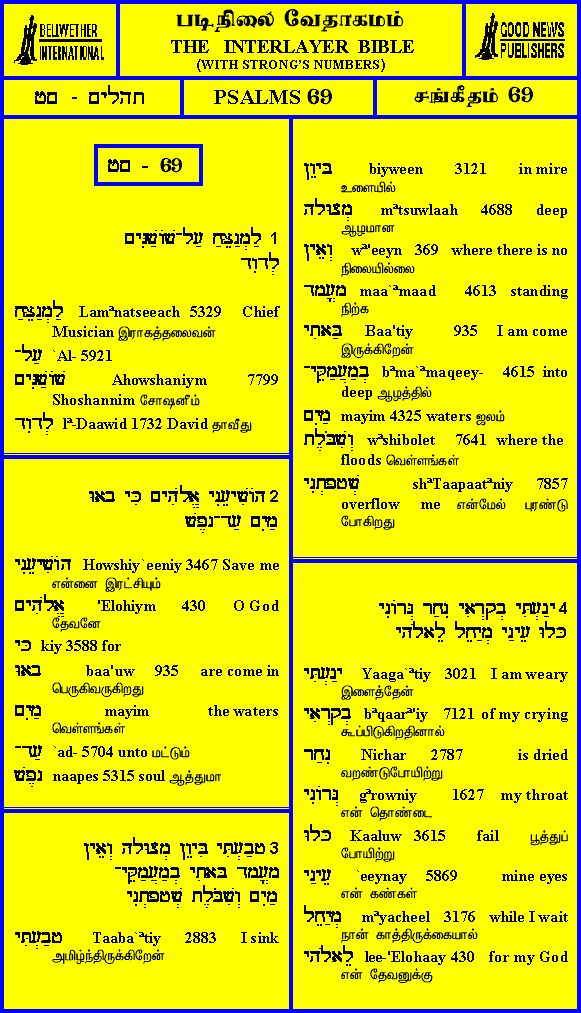 BELLWETHER
INTERNATIONAL
படிநிலை வேதாகமம்
THE INTERLAYER BIBLE
(WITH STRONG'S NUMBERS)
GOOD NEWS
PUBLISHERS
תהלים - סט
PSALMS 69
சங்கீதம் 69
סט - 69
1 לַמְנַצֵּחַ עַל־שׁוֹשַׁנִּים
לְדָוִד
לַמְנַצֵּחַ Lamᵊnatseeach 5329 Chief
Musician இராகத்தலைவன்
עַל־ `Al- 5921
שׁוֹשַׁנִּים Ahowshaniym 7799
Shoshannim சோஷனீம்
לְדָוִד lᵊ-Daawid 1732 David தாவீது
2 הוֹשִׁיעֵנִי אֱלֹהִים כִּי בָאוּ
מַיִם עַד־נָפֶשׁ
הוֹשִׁיעֵנִי Howshiy`eeniy 3467 Save me
என்னை இரட்சியும்
אֱלֹהִים 'Elohiym 430 O God
தேவனே
כִּי kiy 3588 for
בָאוּ baa'uw 935 are come in
பெருகிவருகிறது
מַיִם mayim the waters
வெள்ளங்கள்
עַד־ `ad- 5704 unto மட்டும்
נָפֶשׁ naapes 5315 soul ஆத்துமா
3 טָבַעְתִּי בִּיוֵן מְצוּלָה וְאֵין
מָעֳמָד בָּאתִי בְמַעֲמַקֵּי־
מַיִם וְשִׁבֹּלֶת שְׁטָפָתְנִי
טָבַעְתִּי Taaba`ᵃtiy 2883 I sink
அமிழ்ந்திருக்கிறேன்
בִּיוֵן biyween 3121 in mire
உளையில்
מְצוּלָה mᵊtsuwlaah 4688 deep
ஆழமான
וְאֵין wᵊ'eeyn 369 where there is no
நிலையில்லை
מָעֳמָד maa`ᵃmaad 4613 standing
நிற்க
בָּאתִי Baa'tiy 935 I am come
இருக்கிறேன்
בְמַעֲמַקֵּי־ bᵊma`ᵃmaqeey- 4615 into
deep ஆழத்தில்
מַיִם mayim 4325 waters ஜலம்
וְשִׁבֹּלֶת wᵊshibolet 7641 where the
floods வெள்ளங்கள்
שְׁטָפָתְנִי shᵊTaapaatᵃniy 7857
overflow me என்மேல் புரண்டு
போகிறது
4 יָגַעְתִּי בְקָרְאִי נִחַר גְּרוֹנִי
כָּלוּ עֵינַי מְיַחֵל לֵאלֹהָי
יָגַעְתִּי Yaaga`ᵃtiy 3021 I am weary
இளைத்தேன்
בְקָרְאִי bᵊqaarᵃ'iy 7121 of my crying
கூப்பிடுகிறதினால்
נִחַר Nichar 2787 is dried
வறண்டுபோயிற்று
גְּרוֹנִי gᵊrowniy 1627 my throat
என் தொண்டை
כָּלוּ Kaaluw 3615 fail பூத்துப்
போயிற்று
עֵינַי `eeynay 5869 mine eyes
என் கண்கள்
מְיַחֵל mᵊyacheel 3176 while I wait
நான் காத்திருக்கையால்
לֵאלֹהָי lee-'Elohaay 430 for my God
என் தேவனுக்கு